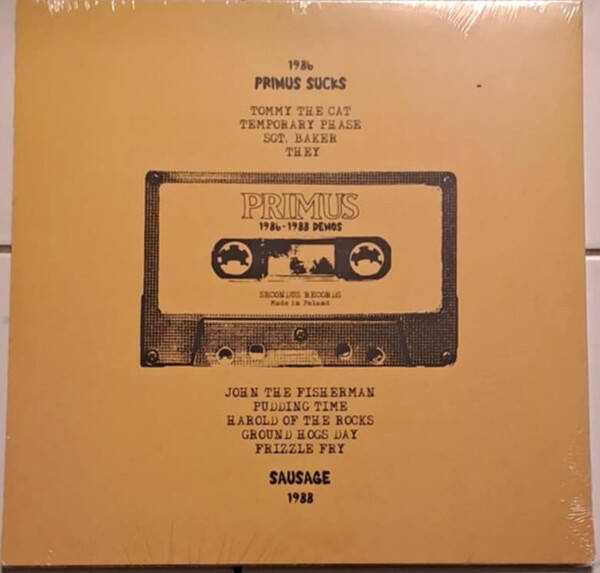 1986
PRIMUS SUCKS
TOMMY THE CAT
TEMPORARY PHASE
SGT. BAKER
THEY
PRIMUS
1986-1988 DEMOS
SECONDUS RECORDS
Made in Poland
JOHN THE FISHERMAN
PUDDING TIME
HAROLD OF THE ROCKS
GROUND HOGS DAY
FRIZZLE FRY
SAUSAGE
1988